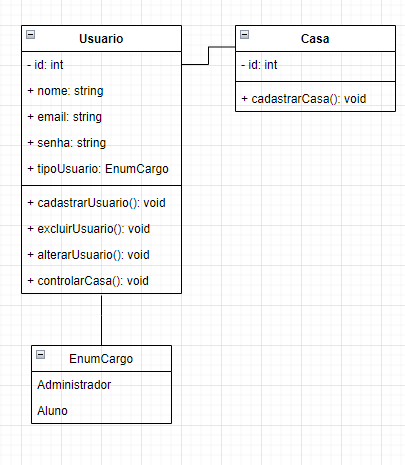 Usuario
- id: int
+ nome: string
+ email: string
+ senha: string
+ tipoUsuario: EnumCargo
+ cadastrarUsuario(): void
+ excluirUsuario(): void
+ alterarUsuario(): void
+ controlarCasa(): void
Casa
- id: int
+ cadastrarCasa(): void
EnumCargo
Administrador
Aluno